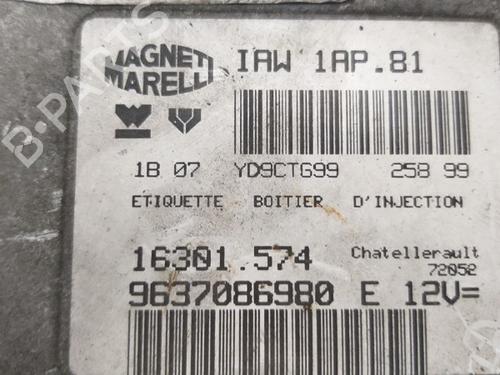 MAGNETI MARELLI
IAW 1AP.81
1B 07 YD9CTG99 258 99
ETIQUETTE BOITIER D'INJECTION
16301.574
Chatellerault
72052
9637086980 E 12V=
B-PARTS